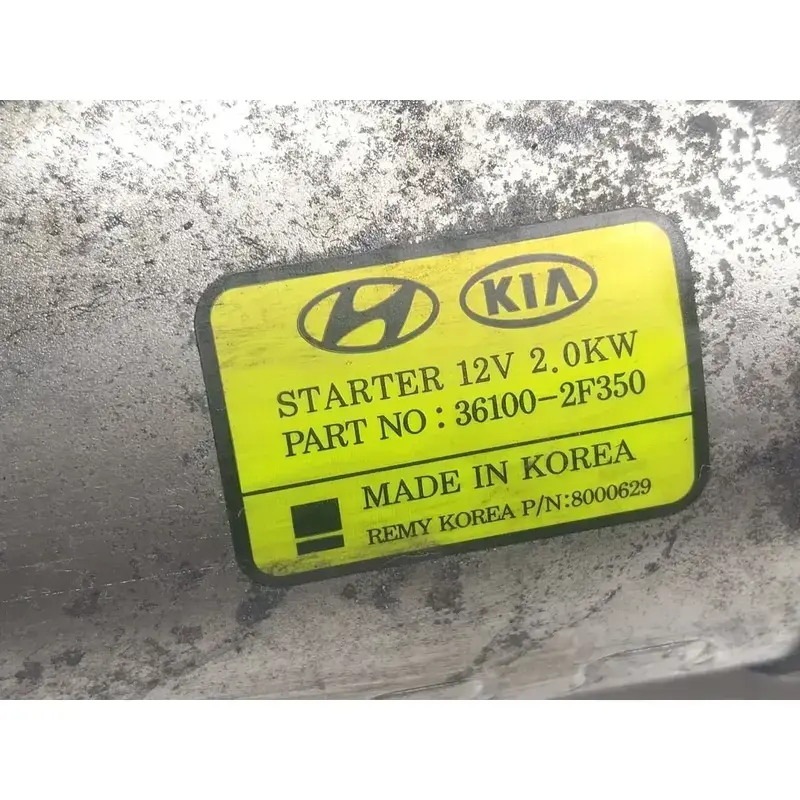 KIA
STARTER 12V 2.0KW
PART NO : 36100-2F350
MADE IN KOREA
REMY KOREA P/N:8000629